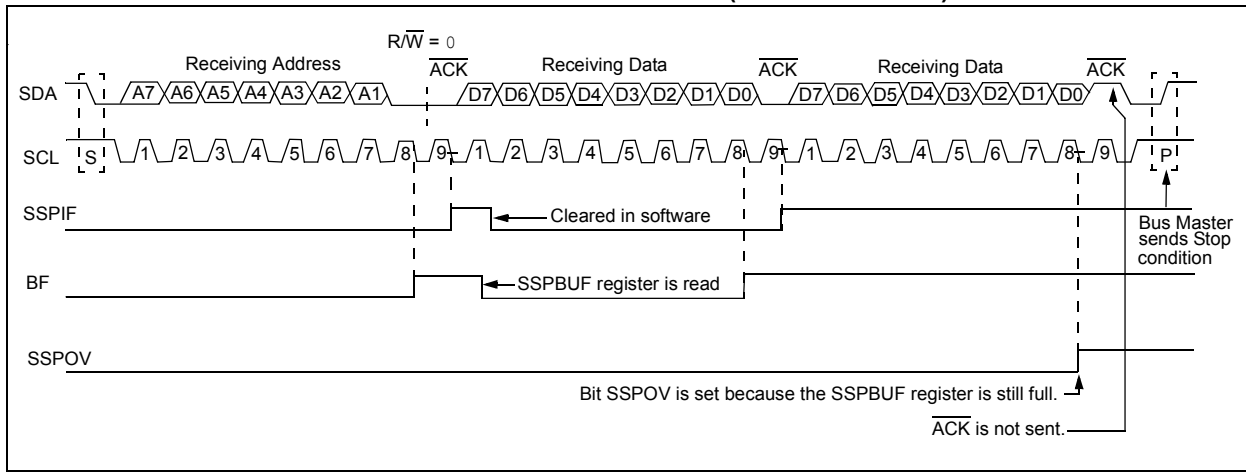 R/W = 0
Receiving Address ACK Receiving Data ACK Receiving Data ACK
SDA A7 A6 A5 A4 A3 A2 A1 D7 D6 D5 D4 D3 D2 D1 D0 D7 D6 D5 D4 D3 D2 D1 D0
SCL S 1 2 3 4 5 6 7 8 9 1 2 3 4 5 6 7 8 9 1 2 3 4 5 6 7 8 9 P
SSPIF
Cleared in software
Bus Master
sends Stop
condition
BF
SSPBUF register is read
SSPOV
Bit SSPOV is set because the SSPBUF register is still full.
ACK is not sent.